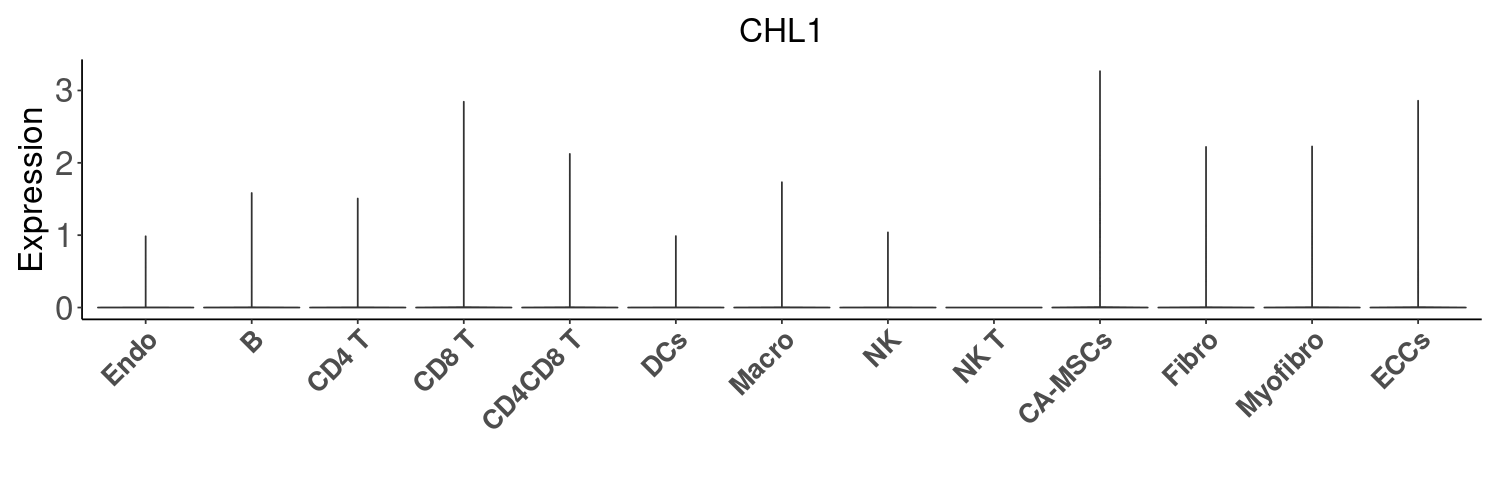 CHL1
Expression
3
2
1
0
Endo
B
CD4 T
CD8 T
CD4CD8 T
DCs
Macro
NK
NK T
CA-MSCs
Fibro
Myofibro
ECCs